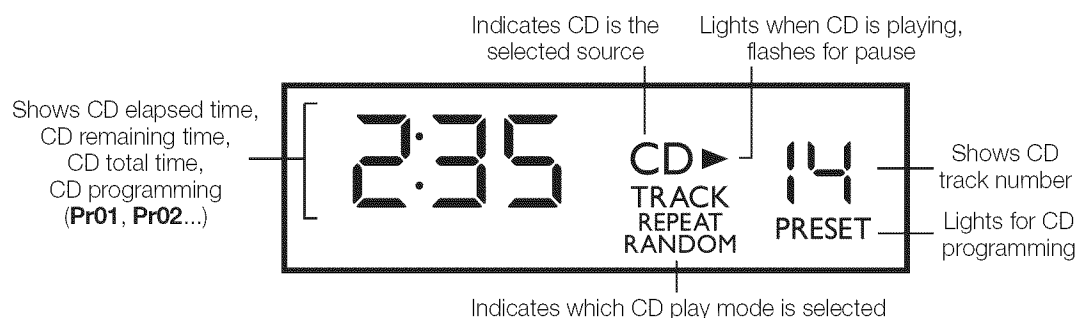 Indicates CD is the
selected source
Lights when CD is playing,
flashes for pause
Shows CD elapsed time,
CD remaining time,
CD total time,
CD programming
(Pr01, Pr02...)
2:35
CD
TRACK
REPEAT
RANDOM
14
PRESET
Shows CD
track number
Lights for CD
programming
Indicates which CD play mode is selected